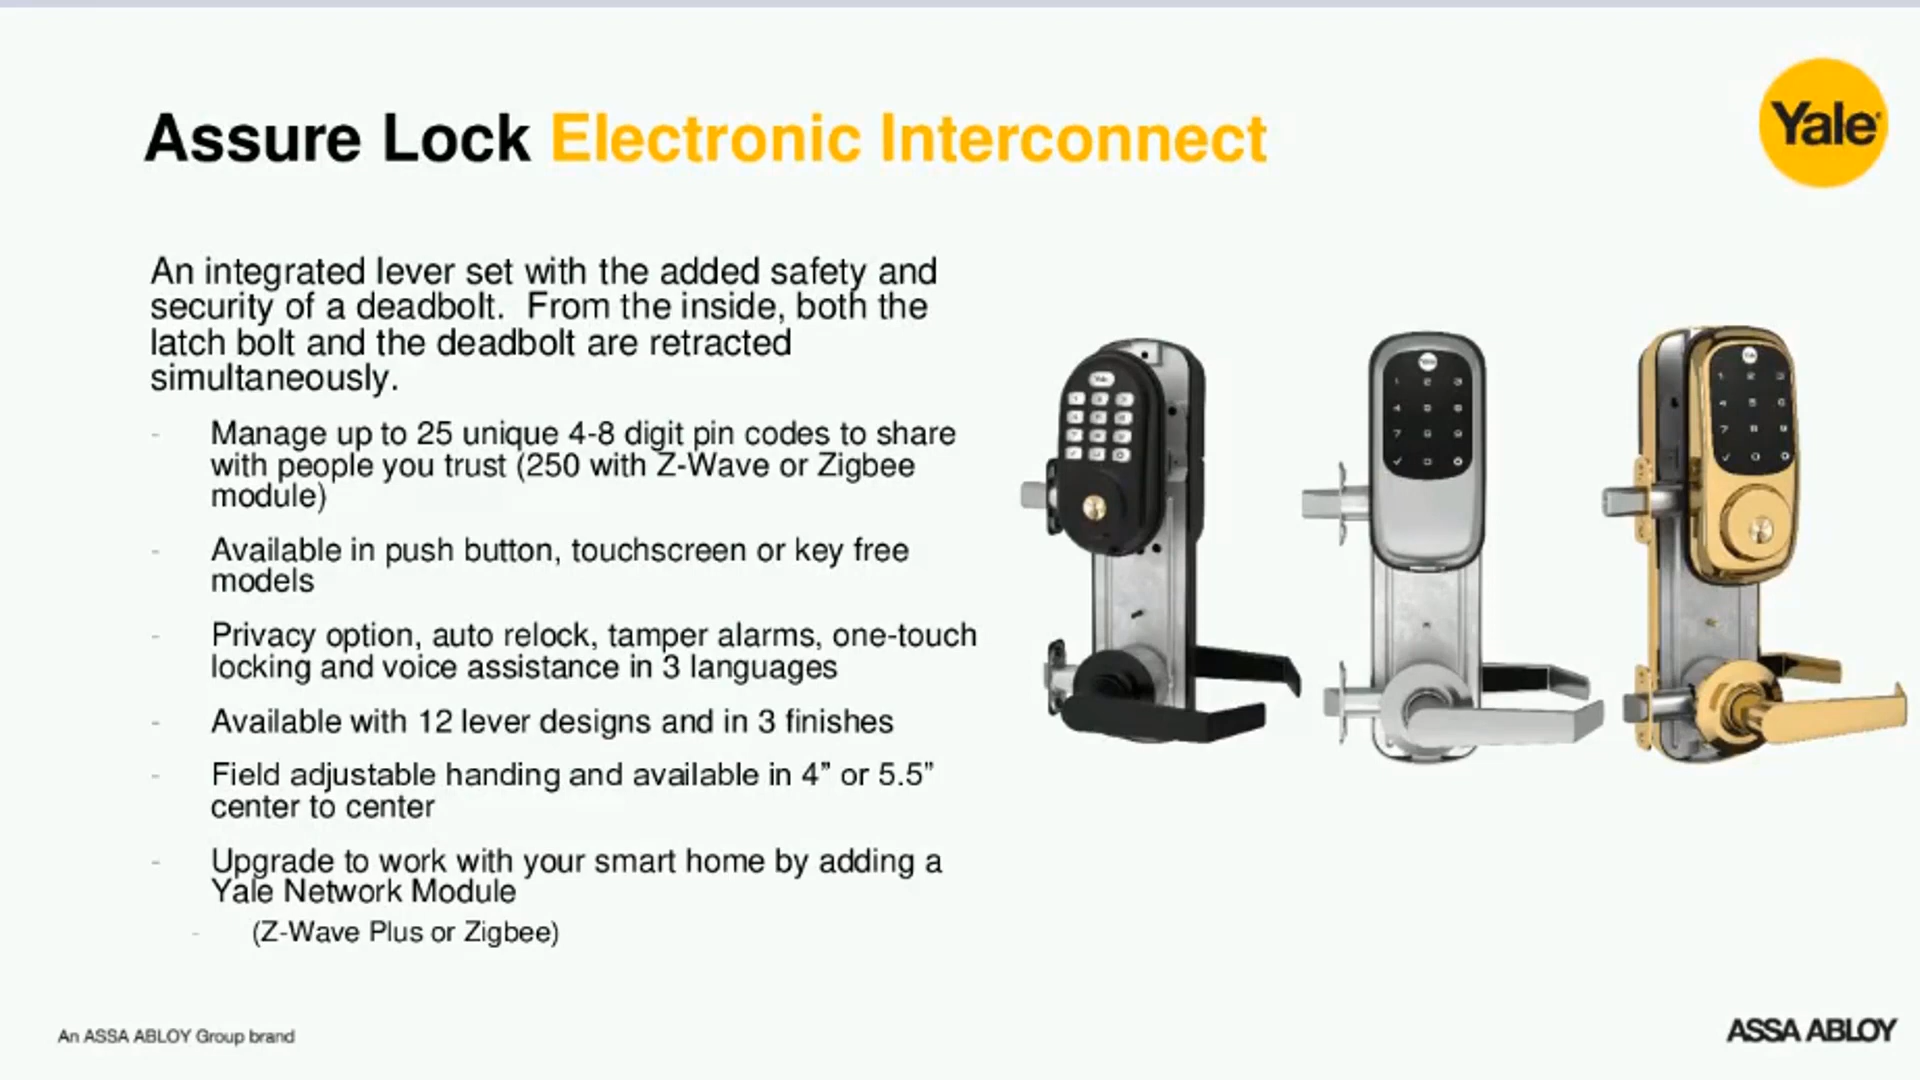 Assure Lock Electronic Interconnect
Yale
An integrated lever set with the added safety and
security of a deadbolt.  From the inside, both the
latch bolt and the deadbolt are retracted
simultaneously.
- Manage up to 25 unique 4-8 digit pin codes to share
with people you trust (250 with Z-Wave or Zigbee
module)
- Available in push button, touchscreen or key free
models
- Privacy option, auto relock, tamper alarms, one-touch
locking and voice assistance in 3 languages
- Available with 12 lever designs and in 3 finishes
- Field adjustable handing and available in 4” or 5.5”
center to center
- Upgrade to work with your smart home by adding a
Yale Network Module
- (Z-Wave Plus or Zigbee)
An ASSA ABLOY Group brand
ASSA ABLOY